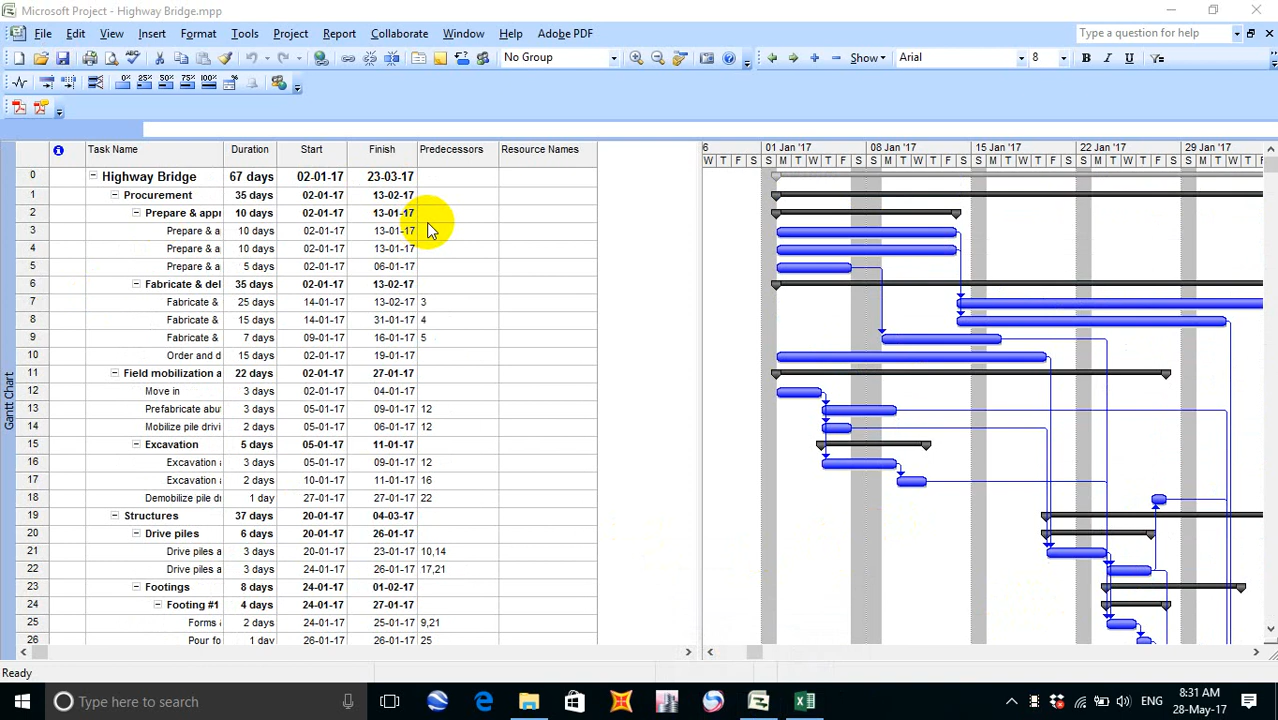 Microsoft Project - Highway Bridge.mpp
File Edit View Insert Format Tools Project Report Collaborate Window Help Adobe PDF Type a question for help
No Group Show Arial 8 B I U
0% 25% 50% 75% 100%
Task Name Duration Start Finish Predecessors Resource Names 6 01 Jan '17 08 Jan '17 15 Jan '17 22 Jan '17 29 Jan '17
W T F S S M T W T F S S M T W T F S S M T W T F S S M T W T F S S M T W T F
0 Highway Bridge 67 days 02-01-17 23-03-17
1 Procurement 35 days 02-01-17 13-02-17
2 Prepare & appr 10 days 02-01-17 13-01-17
3 Prepare & a 10 days 02-01-17 13-01-17
4 Prepare & a 10 days 02-01-17 13-01-17
5 Prepare & a 5 days 02-01-17 06-01-17
6 Fabricate & del 35 days 02-01-17 13-02-17
7 Fabricate & 25 days 14-01-17 13-02-17 3
8 Fabricate & 15 days 14-01-17 31-01-17 4
9 Fabricate & 7 days 09-01-17 16-01-17 5
10 Order and d 15 days 02-01-17 19-01-17
11 Field mobilization a 22 days 02-01-17 27-01-17
12 Move in 3 days 02-01-17 04-01-17
13 Prefabricate abu 3 days 05-01-17 09-01-17 12
14 Mobilize pile drivi 2 days 05-01-17 06-01-17 12
15 Excavation 5 days 05-01-17 11-01-17
16 Excavation a 3 days 05-01-17 09-01-17 12
17 Excavation a 2 days 10-01-17 11-01-17 16
18 Demobilize pile dr 1 day 27-01-17 27-01-17 22
19 Structures 37 days 20-01-17 04-03-17
20 Drive piles 6 days 20-01-17 26-01-17
21 Drive piles a 3 days 20-01-17 23-01-17 10,14
22 Drive piles a 3 days 24-01-17 26-01-17 17,21
23 Footings 8 days 24-01-17 01-02-17
24 Footing #1 4 days 24-01-17 27-01-17
25 Forms 2 days 24-01-17 25-01-17 9,21
26 Pour fo 1 day 26-01-17 26-01-17 25
Gantt Chart
Ready
Type here to search ENG 8:31 AM
28-May-17